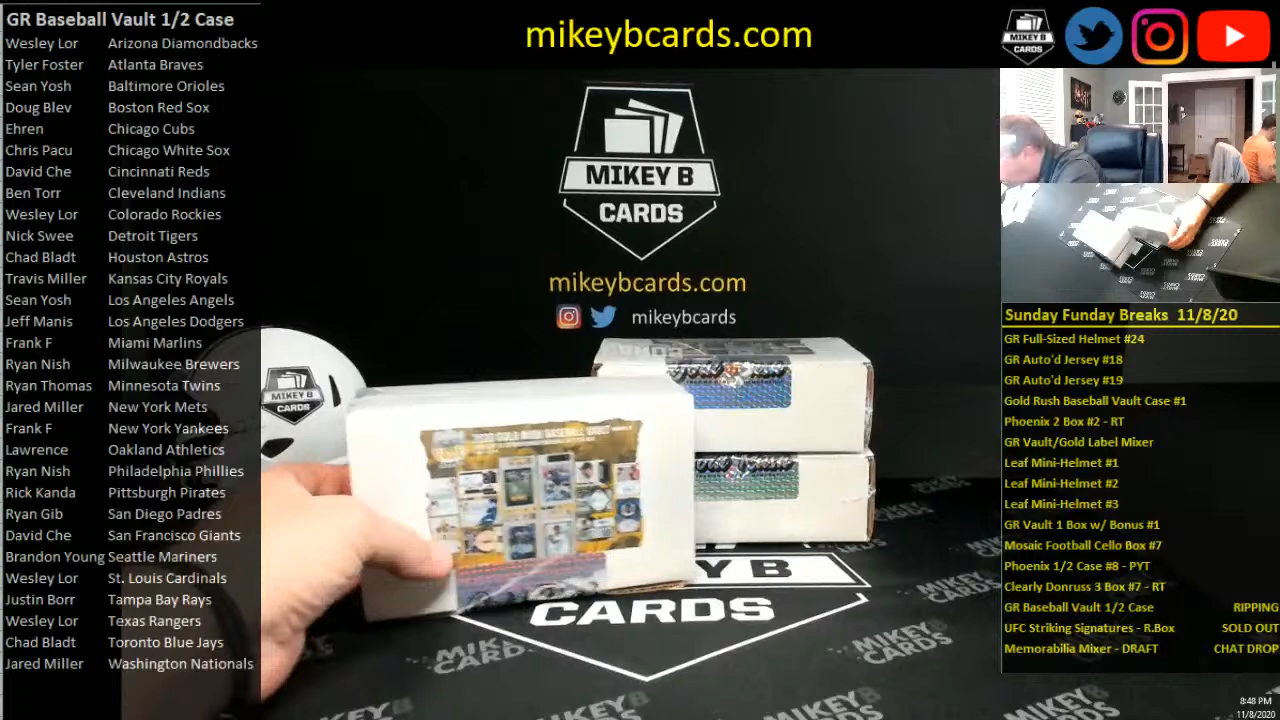 GR Baseball Vault 1/2 Case
Wesley Lor Arizona Diamondbacks
Tyler Foster Atlanta Braves
Sean Yosh Baltimore Orioles
Doug Blev Boston Red Sox
Ehren Chicago Cubs
Chris Pacu Chicago White Sox
David Che Cincinnati Reds
Ben Torr Cleveland Indians
Wesley Lor Colorado Rockies
Nick Swee Detroit Tigers
Chad Bladt Houston Astros
Travis Miller Kansas City Royals
Sean Yosh Los Angeles Angels
Jeff Manis Los Angeles Dodgers
Frank F Miami Marlins
Ryan Nish Milwaukee Brewers
Ryan Thomas Minnesota Twins
Jared Miller New York Mets
Frank F New York Yankees
Lawrence Oakland Athletics
Ryan Nish Philadelphia Phillies
Rick Kanda Pittsburgh Pirates
Ryan Gib San Diego Padres
David Che San Francisco Giants
Brandon Young Seattle Mariners
Wesley Lor St. Louis Cardinals
Justin Borr Tampa Bay Rays
Wesley Lor Texas Rangers
Chad Bladt Toronto Blue Jays
Jared Miller Washington Nationals
mikeybcards.com
MIKEY B
CARDS
mikeybcards.com
mikeybcards
MIKEY B
CARDS
2020 GOLD RUSH BASEBALL VAULT
EY B
CARDS
MIKEY B
CARDS
MIKEY B
CARDS
Sunday Funday Breaks 11/8/20
GR Full-Sized Helmet #24
GR Auto'd Jersey #18
GR Auto'd Jersey #19
Gold Rush Baseball Vault Case #1
Phoenix 2 Box #2 - RT
GR Vault/Gold Label Mixer
Leaf Mini-Helmet #1
Leaf Mini-Helmet #2
Leaf Mini-Helmet #3
GR Vault 1 Box w/ Bonus #1
Mosaic Football Cello Box #7
Phoenix 1/2 Case #8 - PYT
Clearly Donruss 3 Box #7 - RT
GR Baseball Vault 1/2 Case RIPPING
UFC Striking Signatures - R.Box SOLD OUT
Memorabilia Mixer - DRAFT CHAT DROP
8:48 PM
11/8/2020